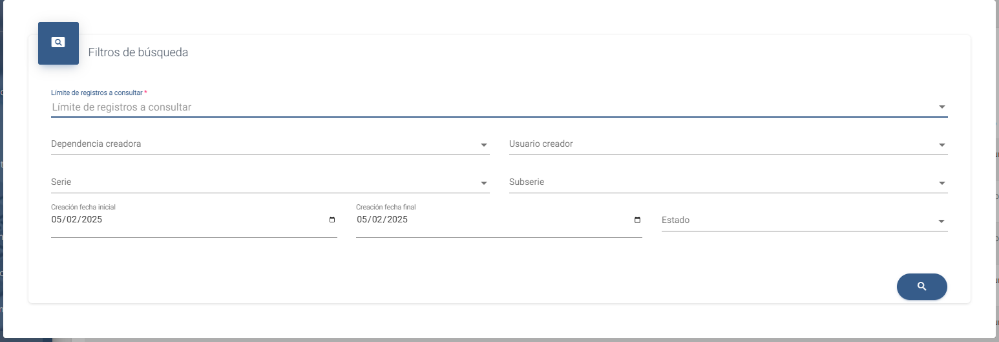 Filtros de búsqueda
Límite de registros a consultar *
Límite de registros a consultar
Dependencia creadora
Usuario creador
Serie
Subserie
Creación fecha inicial
Creación fecha final
05/02/2025
05/02/2025
Estado